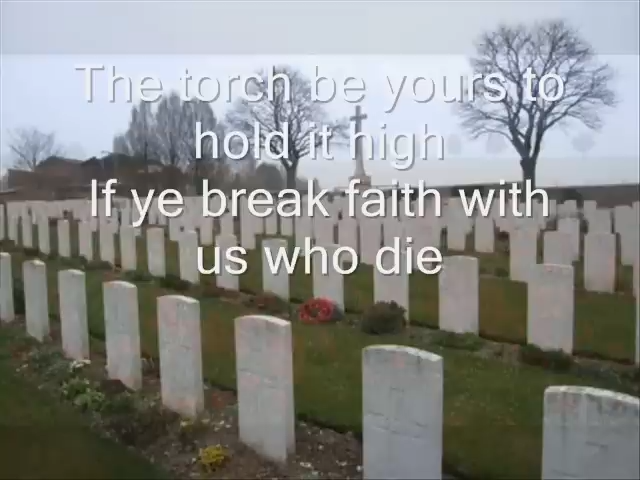 The torch be yours to
hold it high
If ye break faith with
us who die